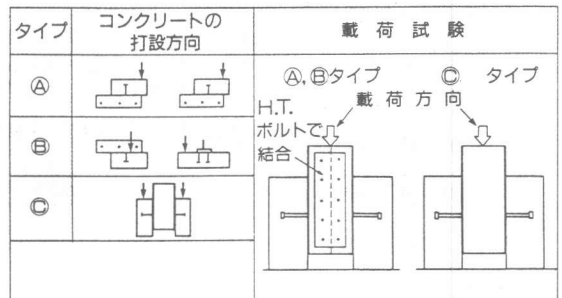 タイプ
コンクリートの
打設方向
載荷試験
Ⓐ
Ⓑ
Ⓒ
Ⓐ,Ⓑタイプ
Ⓒ タイプ
載荷方向
H.T.
ボルトで
結合